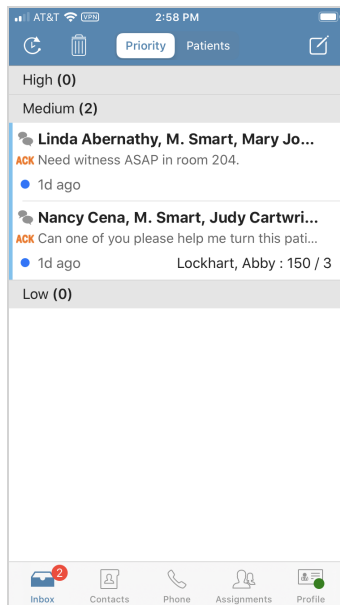 AT&T VPN 2:58 PM
Priority Patients
High (0)
Medium (2)
Linda Abernathy, M. Smart, Mary Jo...
ACK Need witness ASAP in room 204.
1d ago
Nancy Cena, M. Smart, Judy Cartwri...
ACK Can one of you please help me turn this pati...
1d ago Lockhart, Abby : 150 / 3
Low (0)
2
Inbox Contacts Phone Assignments Profile